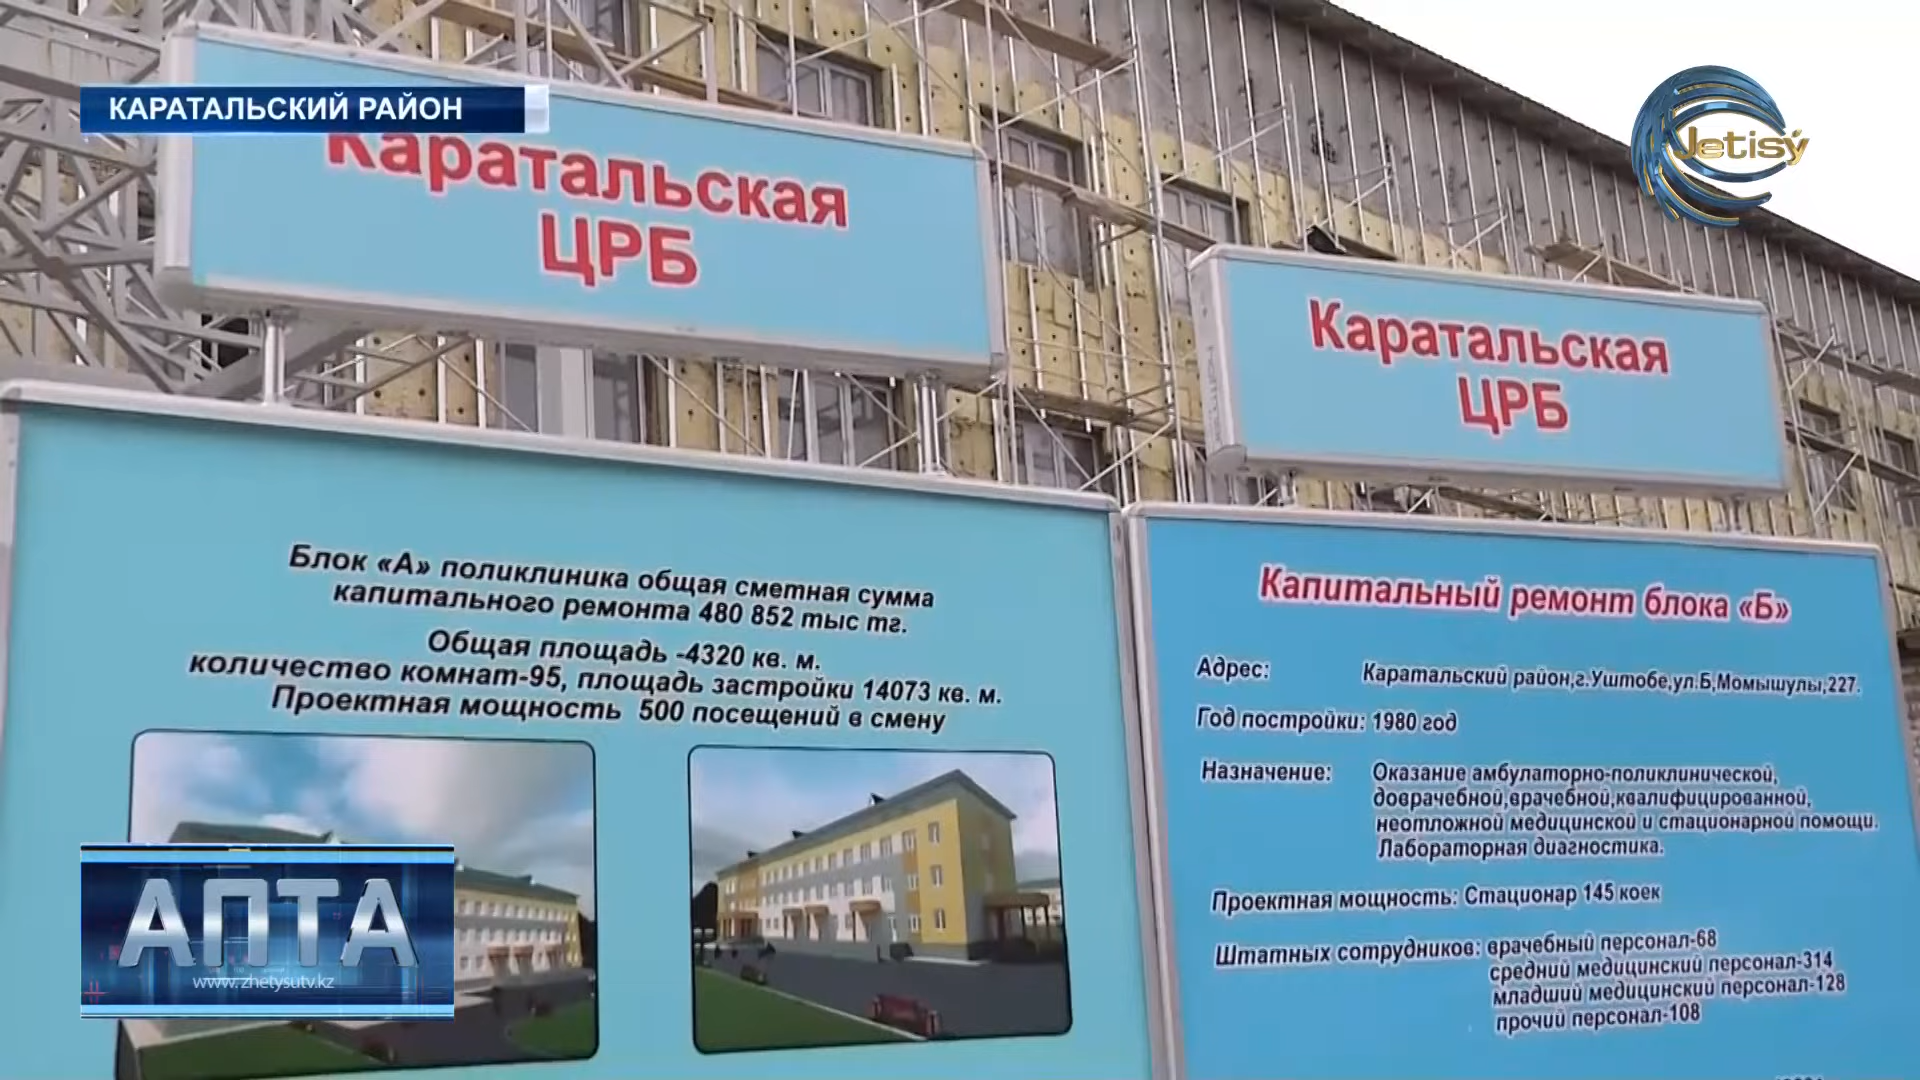 КАРАТАЛЬСКИЙ РАЙОН
Jetisý
Каратальская
ЦРБ
Каратальская
ЦРБ
Блок «А» поликлиника общая сметная сумма
капитального ремонта 480 852 тыс тг.
Общая площадь -4320 кв. м.
количество комнат-95, площадь застройки 14073 кв. м.
Проектная мощность 500 посещений в смену
Капитальный ремонт блока «Б»
Адрес: Каратальский район,г.Уштобе,ул.Б,Момышулы,227.
Год постройки: 1980 год
Назначение: Оказание амбулаторно-поликлинической,
доврачебной,врачебной,квалифицированной,
неотложной медицинской и стационарной помощи.
Лабораторная диагностика.
Проектная мощность: Стационар 145 коек
Штатных сотрудников: врачебный персонал-68
средний медицинский персонал-314
младший медицинский персонал-128
прочий персонал-108
АПТА
www.zhetysutv.kz